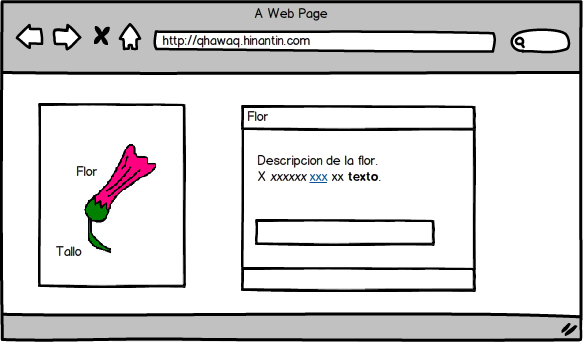 A Web Page
http://qhawaq.hinantin.com
Flor
Tallo
Flor
Descripcion de la flor.
X xxxxxx xxx xx texto.